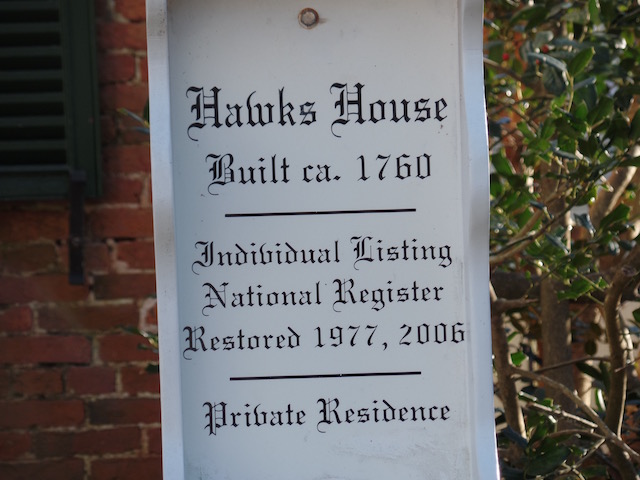 Hawks House
Built ca. 1760
Individual Listing
National Register
Restored 1977, 2006
Private Residence